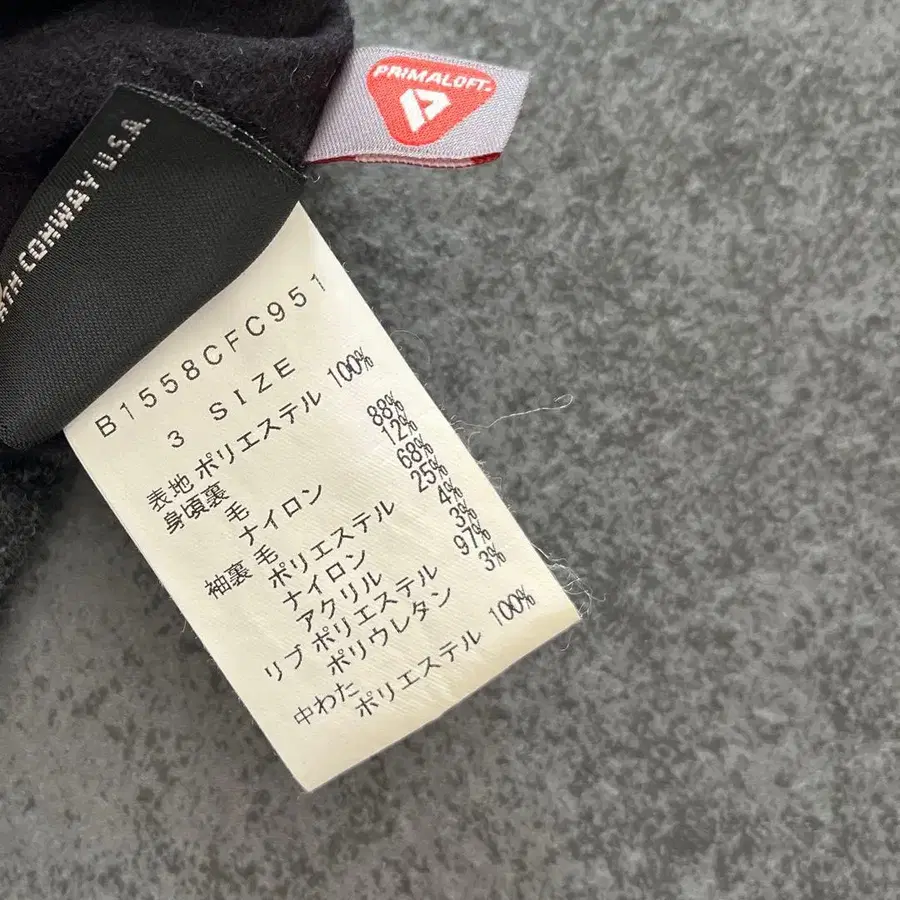 PRIMALOFT.
CONWAY U.S.A.
B1558CFC951
3 SIZE
表地 ポリエステル 100%
身頃裏
毛 88%
ナイロン 12%
袖裏 毛 68%
ポリエステル 25%
ナイロン 4%
アクリル 3%
リブ ポリエステル 97%
ポリウレタン 3%
中わた
ポリエステル 100%